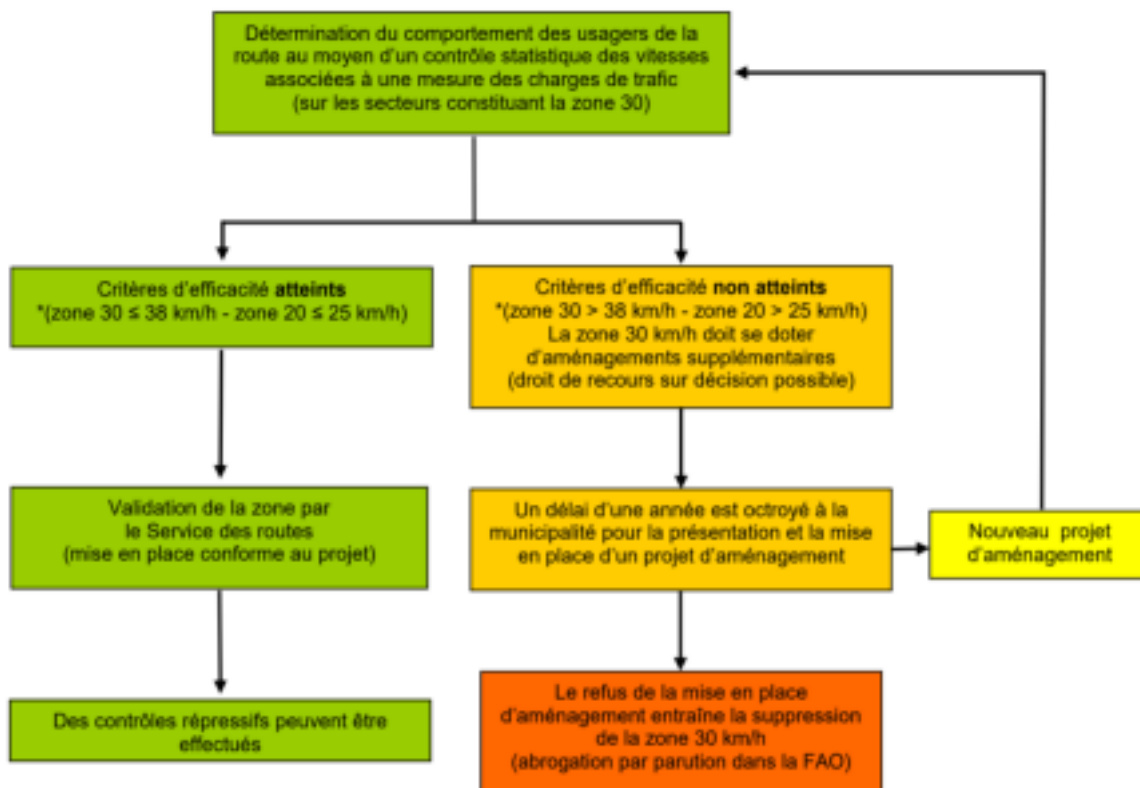 Détermination du comportement des usagers de la
route au moyen d'un contrôle statistique des vitesses
associées à une mesure des charges de trafic
(sur les secteurs constituant la zone 30)
Critères d'efficacité atteints
*(zone 30 ≤ 38 km/h - zone 20 ≤ 25 km/h)
Critères d'efficacité non atteints
*(zone 30 > 38 km/h - zone 20 > 25 km/h)
La zone 30 km/h doit se doter
d'aménagements supplémentaires
(droit de recours sur décision possible)
Validation de la zone par
le Service des routes
(mise en place conforme au projet)
Un délai d'une année est octroyé à la
municipalité pour la présentation et la mise
en place d'un projet d'aménagement
Nouveau projet
d'aménagement
Des contrôles répressifs peuvent être
effectués
Le refus de la mise en place
d'aménagement entraîne la suppression
de la zone 30 km/h
(abrogation par parution dans la FAO)